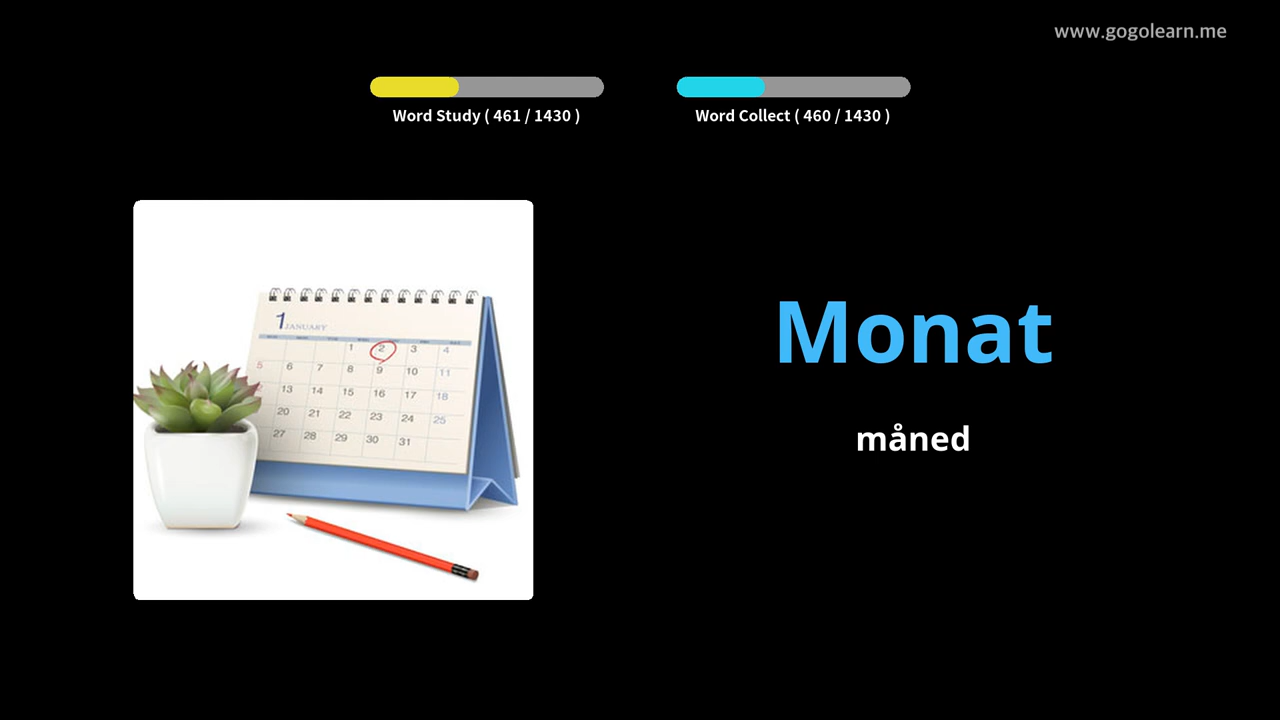 www.gogolearn.me
Word Study ( 461 / 1430 )
Word Collect ( 460 / 1430 )
Monat
måned
1 JANUARY
1 2 3 4
5 6 7 8 9 10 11
13 14 15 16 17 18
20 21 22 23 24 25
27 28 29 30 31